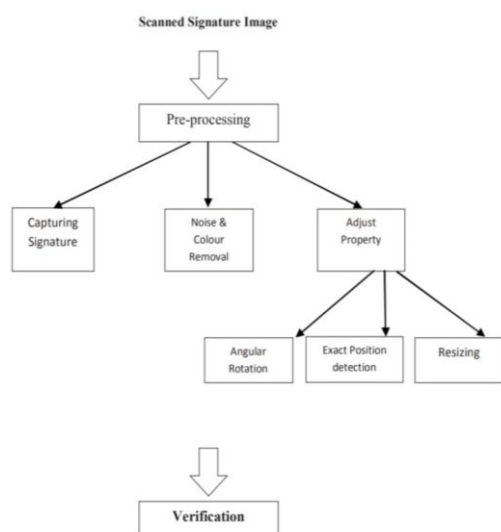 Scanned Signature Image
Pre-processing
Capturing
Signature
Noise &
Colour
Removal
Adjust
Property
Angular
Rotation
Exact Position
detection
Resizing
Verification